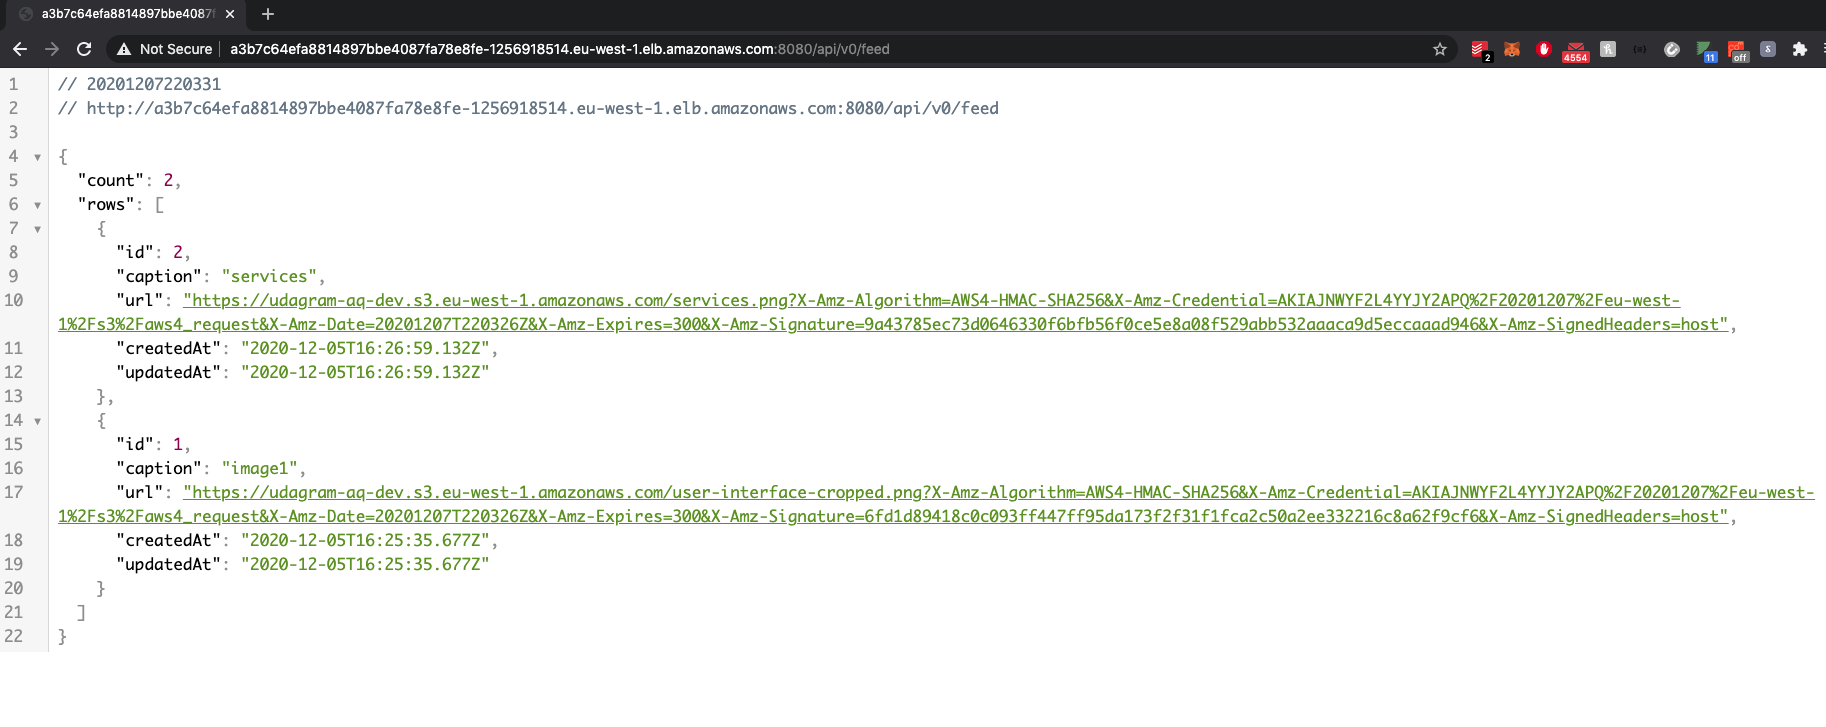 a3b7c64efa8814897bbe4087f
Not Secure a3b7c64efa8814897bbe4087fa78e8fe-1256918514.eu-west-1.elb.amazonaws.com:8080/api/v0/feed 2 4554 11 off
1 // 20201207220331
2 // http://a3b7c64efa8814897bbe4087fa78e8fe-1256918514.eu-west-1.elb.amazonaws.com:8080/api/v0/feed
3
4 {
5 "count": 2,
6 "rows": [
7 {
8 "id": 2,
9 "caption": "services",
10 "url": "https://udagram-aq-dev.s3.eu-west-1.amazonaws.com/services.png?X-Amz-Algorithm=AWS4-HMAC-SHA256&X-Amz-Credential=AKIAJNWYF2L4YYJY2APQ%2F20201207%2Feu-west-
1%2Fs3%2Faws4_request&X-Amz-Date=20201207T220326Z&X-Amz-Expires=300&X-Amz-Signature=9a43785ec73d0646330f6bfb56f0ce5e8a08f529abb532aaaca9d5eccaaad946&X-Amz-SignedHeaders=host",
11 "createdAt": "2020-12-05T16:26:59.132Z",
12 "updatedAt": "2020-12-05T16:26:59.132Z"
13 },
14 {
15 "id": 1,
16 "caption": "image1",
17 "url": "https://udagram-aq-dev.s3.eu-west-1.amazonaws.com/user-interface-cropped.png?X-Amz-Algorithm=AWS4-HMAC-SHA256&X-Amz-Credential=AKIAJNWYF2L4YYJY2APQ%2F20201207%2Feu-west-
1%2Fs3%2Faws4_request&X-Amz-Date=20201207T220326Z&X-Amz-Expires=300&X-Amz-Signature=6fd1d89418c0c093ff447ff95da173f2f31f1fca2c50a2ee332216c8a62f9cf6&X-Amz-SignedHeaders=host",
18 "createdAt": "2020-12-05T16:25:35.677Z",
19 "updatedAt": "2020-12-05T16:25:35.677Z"
20 }
21 ]
22 }